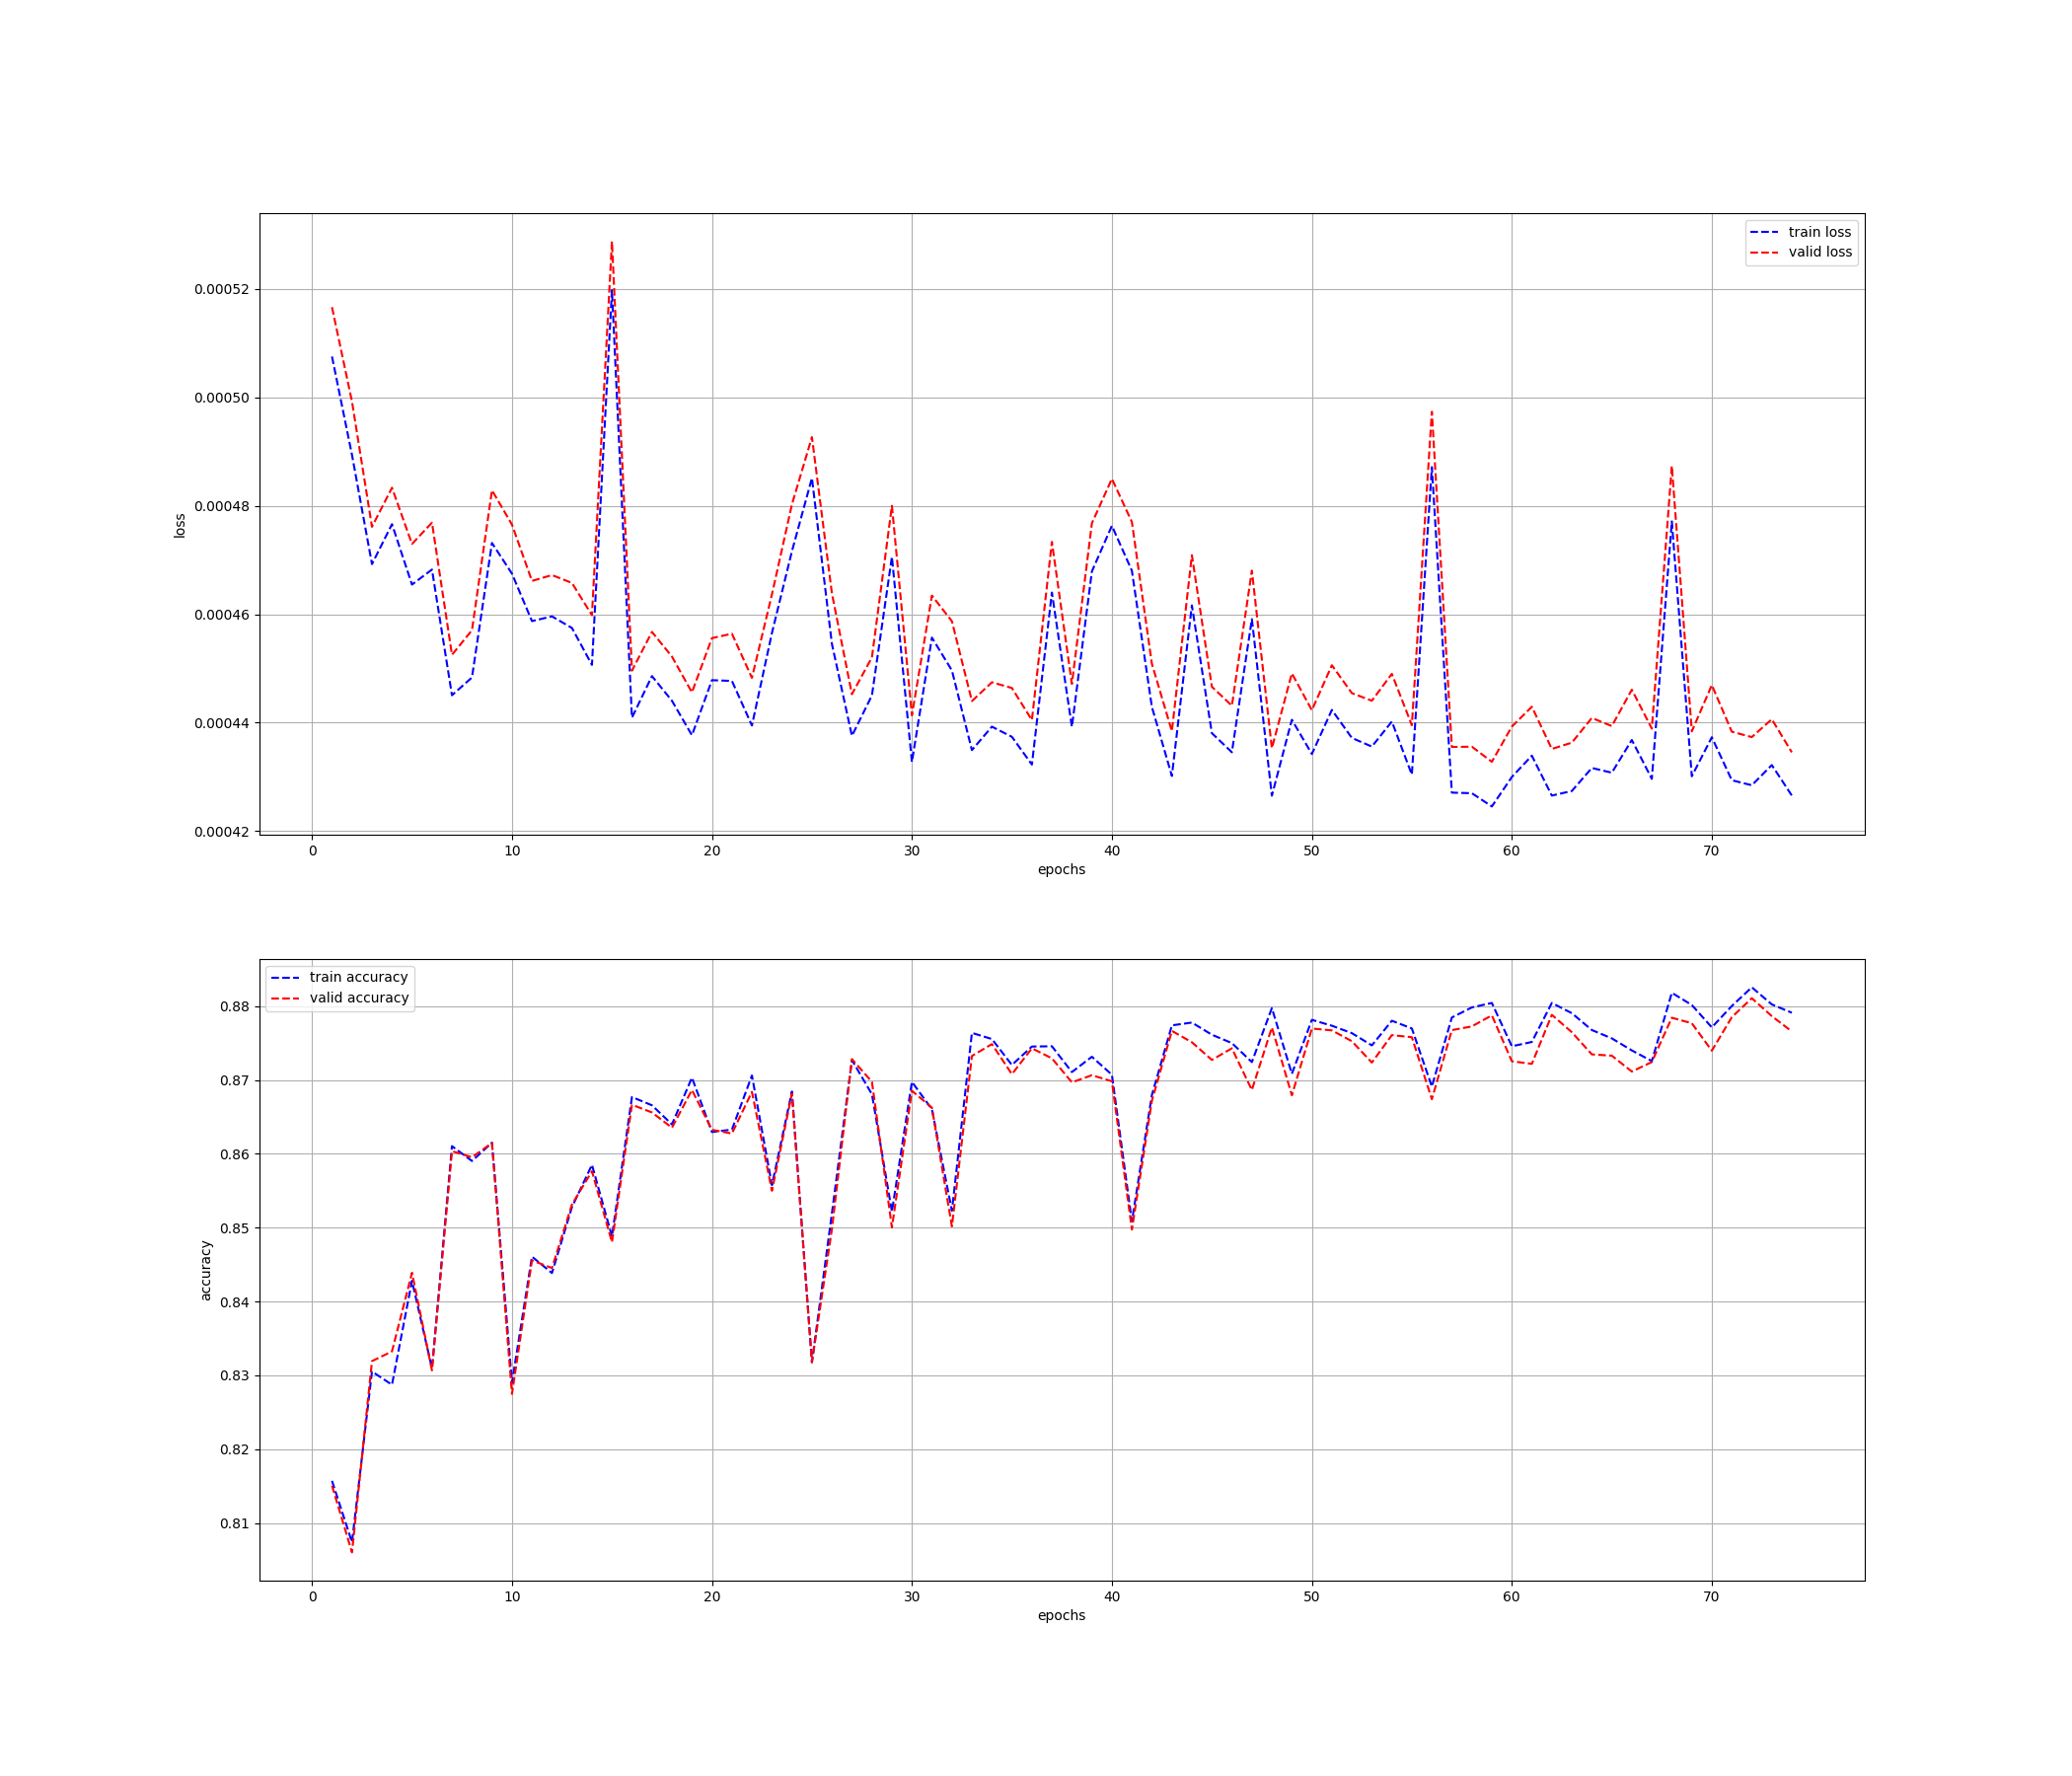 train loss
valid loss
0.00052
0.00050
0.00048
0.00046
0.00044
0.00042
loss
0 10 20 30 40 50 60 70
epochs
train accuracy
valid accuracy
0.88
0.87
0.86
0.85
0.84
0.83
0.82
0.81
accuracy
0 10 20 30 40 50 60 70
epochs